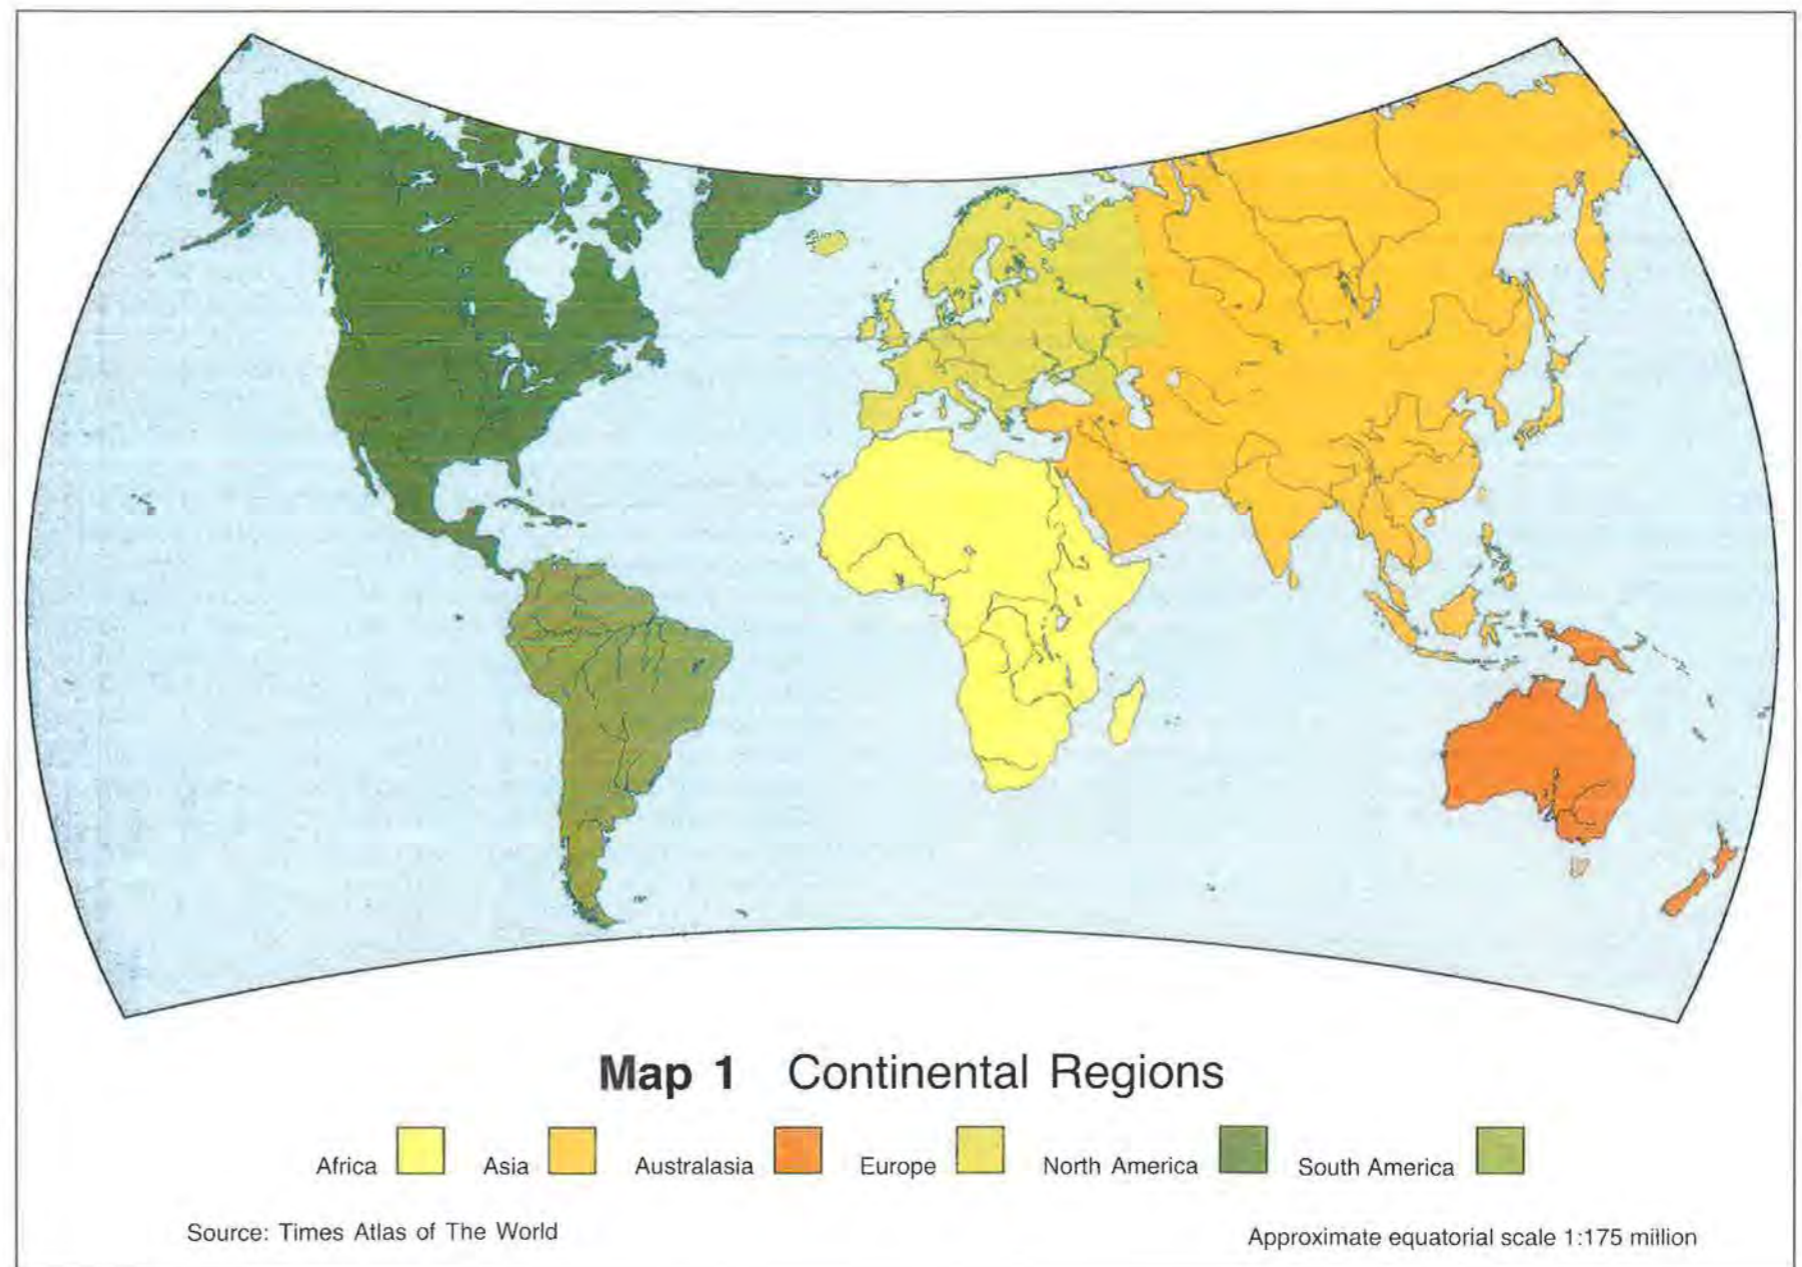 Map 1 Continental Regions
Africa Asia Australasia Europe North America South America
Source: Times Atlas of The World
Approximate equatorial scale 1:175 million